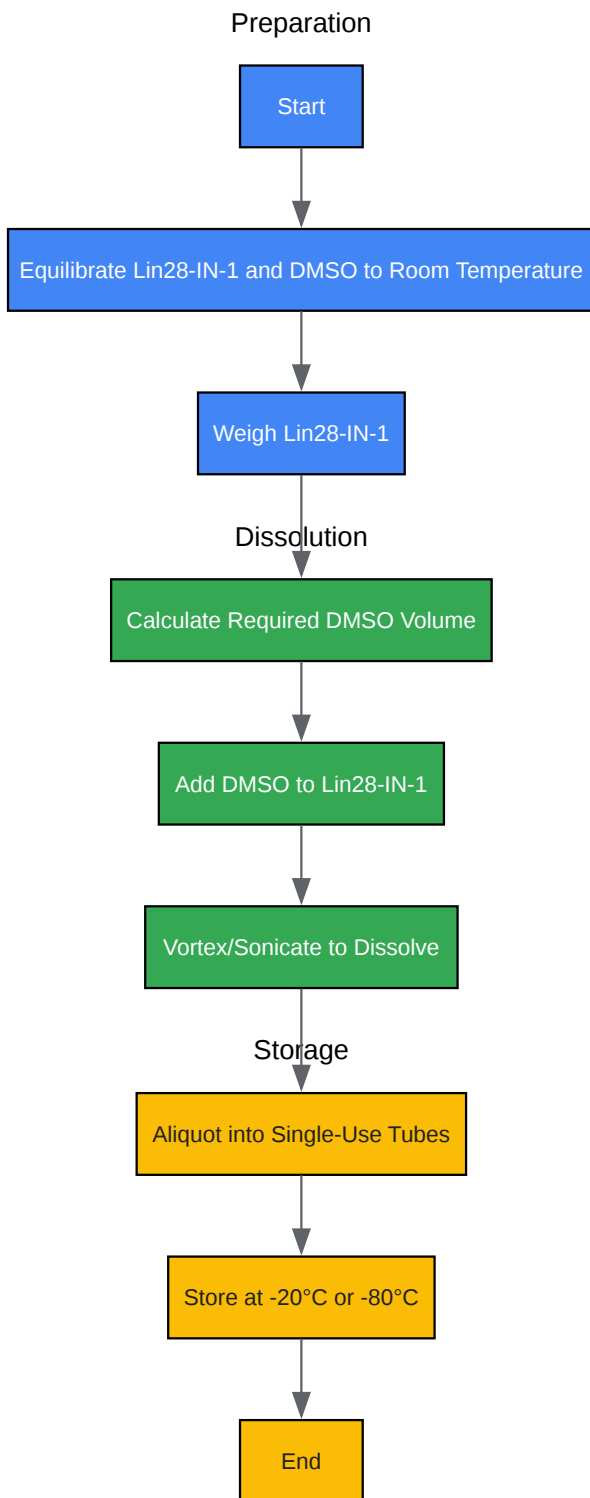 Preparation
Start
Equilibrate Lin28-IN-1 and DMSO to Room Temperature
Weigh Lin28-IN-1
Dissolution
Calculate Required DMSO Volume
Add DMSO to Lin28-IN-1
Vortex/Sonicate to Dissolve
Storage
Aliquot into Single-Use Tubes
Store at -20°C or -80°C
End